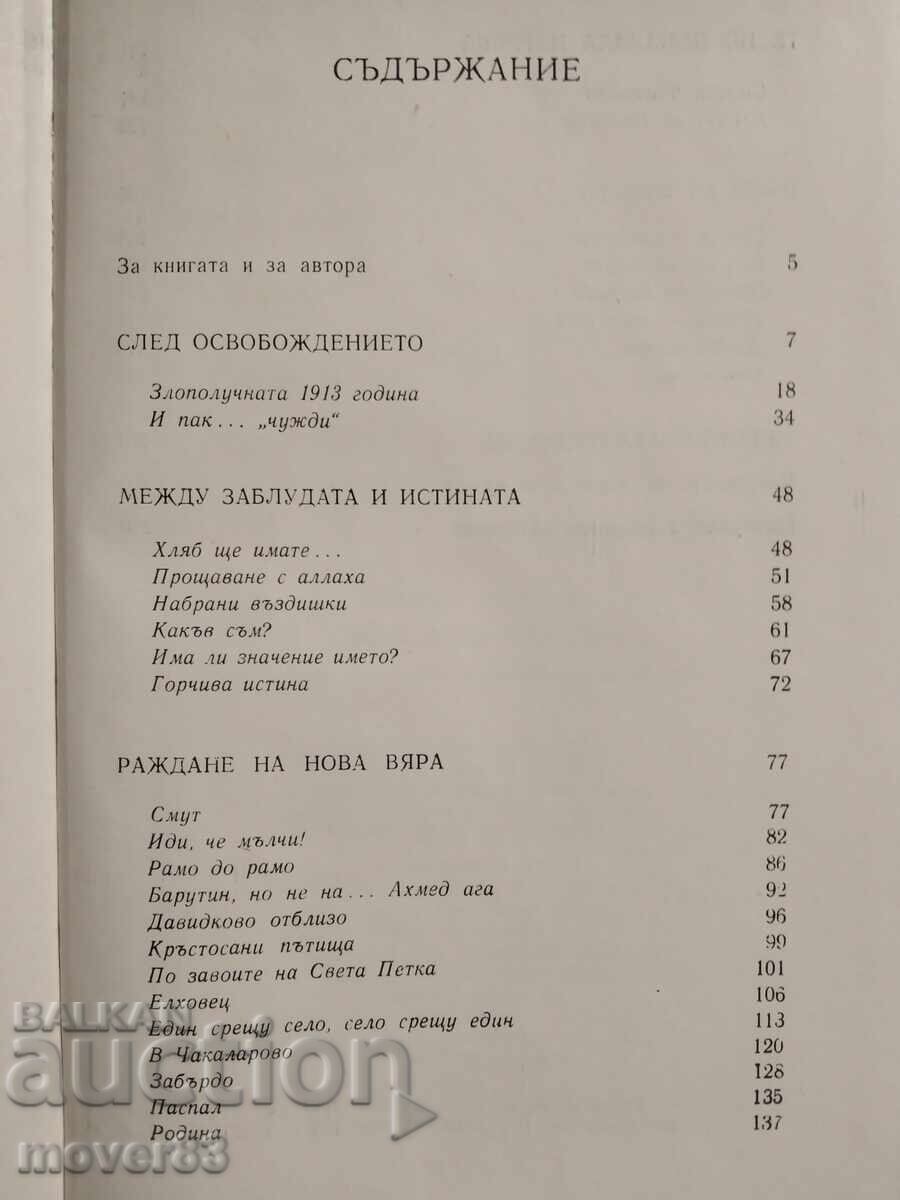 СЪДЪРЖАНИЕ
За книгата и за автора 5
СЛЕД ОСВОБОЖДЕНИЕТО 7
Злополучната 1913 година 18
И пак... „чужди“ 34
МЕЖДУ ЗАБЛУДАТА И ИСТИНАТА 48
Хляб ще имате... 48
Прощаване с аллаха 51
Набрани въздишки 58
Какъв съм? 61
Има ли значение името? 67
Горчива истина 72
РАЖДАНЕ НА НОВА ВЯРА 77
Смут 77
Иди, че мълчи! 82
Рамо до рамо 86
Барутин, но не на... Ахмед ага 92
Давидково отблизо 96
Кръстосани пътища 99
По завоите на Света Петка 101
Елховец 106
Един срещу село, село срещу един 113
В Чакаларово 120
Забърдо 128
Паспал 135
Родина 137
BALKAN
auction
mover83